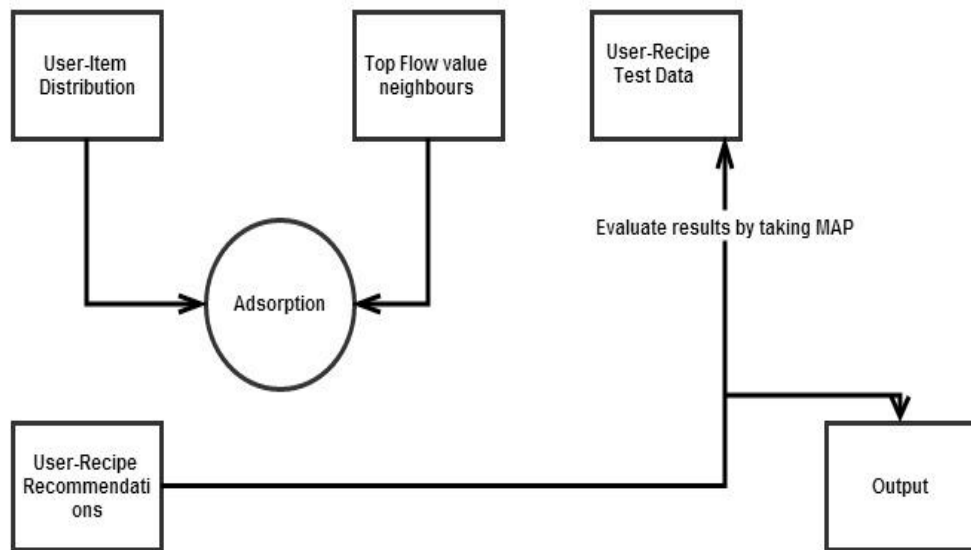 User-Item
Distribution
Top Flow value
neighbours
User-Recipe
Test Data
Evaluate results by taking MAP
Adsorption
User-Recipe
Recommendati
ons
Output